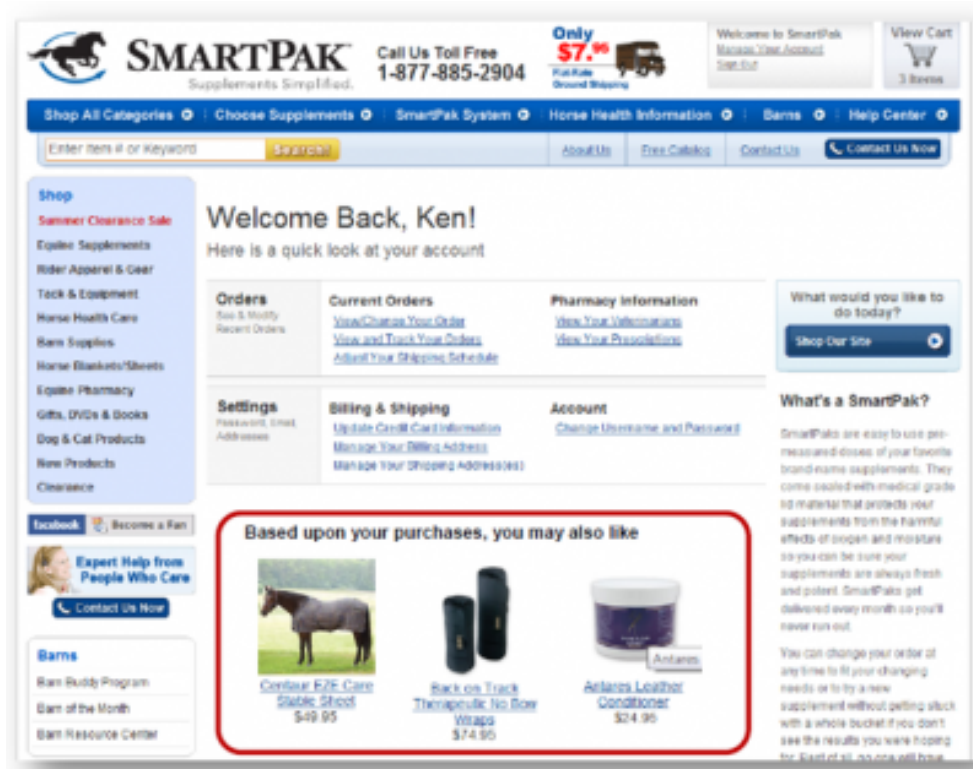 SMARTPAK
Supplements Simplified.
Call Us Toll Free
1-877-885-2904
Only
$7.95
Flat Rate
Ground Shipping
Welcome to SmartPak
Manage Your Account
Sign Out
View Cart
3 Items
Shop All Categories
Choose Supplements
SmartPak System
Horse Health Information
Barns
Help Center
Enter Item # or Keyword
Search!
About Us
Free Catalog
Contact Us
Contact Us Now
Shop
Summer Clearance Sale
Equine Supplements
Rider Apparel & Gear
Tack & Equipment
Horse Health Care
Barn Supplies
Horse Blankets/Sheets
Equine Pharmacy
Gifts, DVDs & Books
Dog & Cat Products
New Products
Clearance
facebook
Become a Fan
Expert Help from
People Who Care
Contact Us Now
Barns
Barn Buddy Program
Barn of the Month
Barn Resource Center
Welcome Back, Ken!
Here is a quick look at your account
Orders
See & Modify
Recent Orders
Current Orders
View/Change Your Order
View and Track Your Orders
Adjust Your Shipping Schedule
Pharmacy Information
View Your Veterinarians
View Your Prescriptions
Settings
Password, Email,
Addresses
Billing & Shipping
Update Credit Card Information
Manage Your Billing Address
Manage Your Shipping Address(es)
Account
Change Username and Password
Based upon your purchases, you may also like
Centaur EZE Care
Stable Sheet
$49.95
Back on Track
Therapeutic No Bow
Wraps
$74.95
Antares
Antares Leather
Conditioner
$24.95
What would you like to
do today?
Shop Our Site
What's a SmartPak?
SmartPaks are easy to use pre-
measured doses of your favorite
brand-name supplements. They
come sealed with medical grade
lid material that protects your
supplements from the harmful
effects of oxygen and moisture
so you can be sure your
supplements are always fresh
and potent. SmartPaks get
delivered every month so you'll
never run out.
You can change your order at
any time to fit your changing
needs or to try a new
supplement without getting stuck
with a whole bucket if you don't
see the results you were hoping
for. Best of all, no one will have